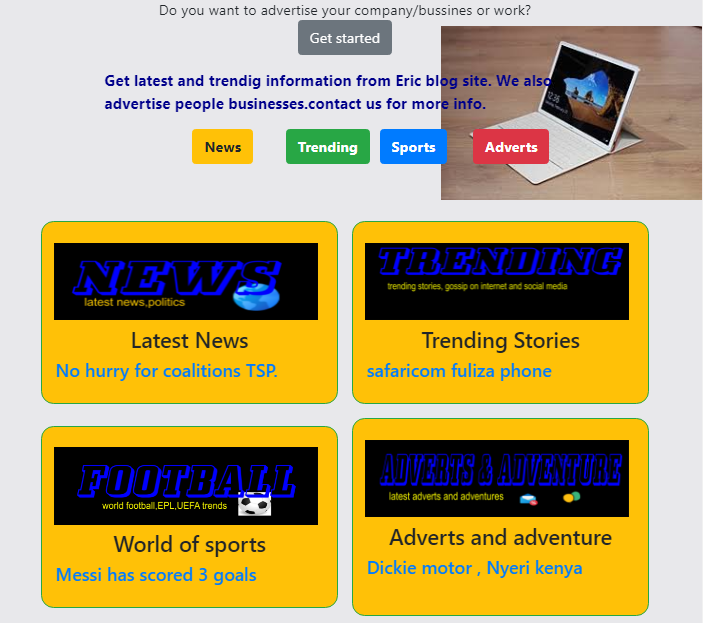 Do you want to advertise your company/bussines or work?
Get started
Get latest and trendig information from Eric blog site. We also
advertise people businesses.contact us for more info.
News Trending Sports Adverts
NEWS
latest news,politics
Latest News
No hurry for coalitions TSP.
TRENDING
trending stories, gossip on internet and social media
Trending Stories
safaricom fuliza phone
FOOTBALL
world football,EPL,UEFA trends
World of sports
Messi has scored 3 goals
ADVERTS & ADVENTURE
latest adverts and adventures
Adverts and adventure
Dickie motor , Nyeri kenya